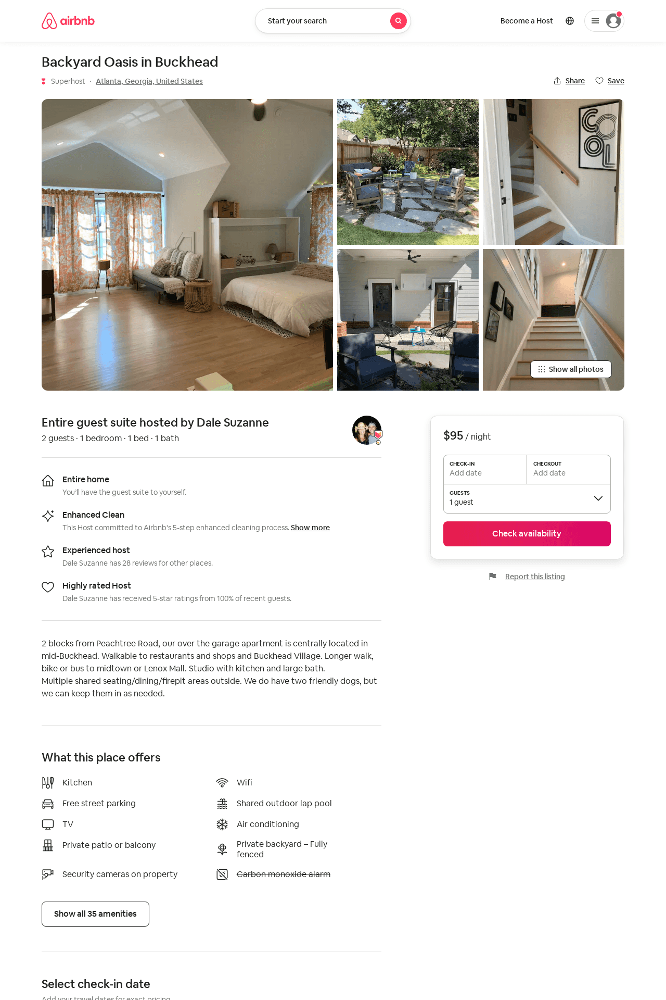 airbnb
Start your search
Become a Host
Backyard Oasis in Buckhead
Superhost · Atlanta, Georgia, United States
Share
Save
COOL
Show all photos
Entire guest suite hosted by Dale Suzanne
2 guests · 1 bedroom · 1 bed · 1 bath
Entire home
You’ll have the guest suite to yourself.
Enhanced Clean
This Host committed to Airbnb's 5-step enhanced cleaning process. Show more
Experienced host
Dale Suzanne has 28 reviews for other places.
Highly rated Host
Dale Suzanne has received 5-star ratings from 100% of recent guests.
$95 / night
CHECK-IN
Add date
CHECKOUT
Add date
GUESTS
1 guest
Check availability
Report this listing
2 blocks from Peachtree Road, our over the garage apartment is centrally located in
mid-Buckhead. Walkable to restaurants and shops and Buckhead Village. Longer walk,
bike or bus to midtown or Lenox Mall. Studio with kitchen and large bath.
Multiple shared seating/dining/firepit areas outside. We do have two friendly dogs, but
we can keep them in as needed.
What this place offers
Kitchen
Wifi
Free street parking
Shared outdoor lap pool
TV
Air conditioning
Private patio or balcony
Private backyard – Fully
fenced
Security cameras on property
Carbon monoxide alarm
Show all 35 amenities
Select check-in date
Add your travel dates for exact pricing